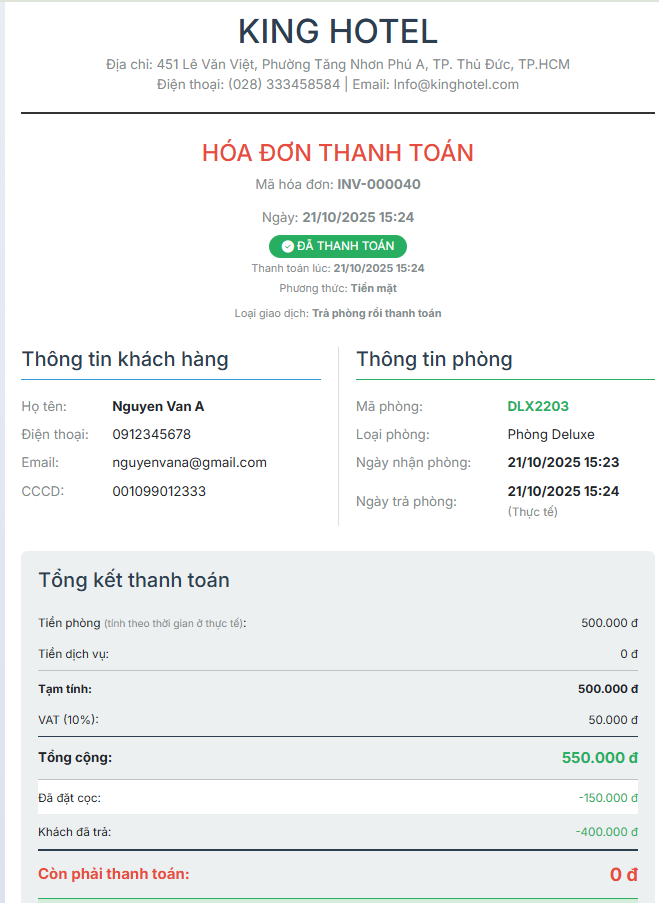 KING HOTEL
Địa chỉ: 451 Lê Văn Việt, Phường Tăng Nhơn Phú A, TP. Thủ Đức, TP.HCM
Điện thoại: (028) 333458584 | Email: Info@kinghotel.com
HÓA ĐƠN THANH TOÁN
Mã hóa đơn: INV-000040
Ngày: 21/10/2025 15:24
ĐÃ THANH TOÁN
Thanh toán lúc: 21/10/2025 15:24
Phương thức: Tiền mặt
Loại giao dịch: Trả phòng rồi thanh toán
Thông tin khách hàng
Họ tên: Nguyen Van A
Điện thoại: 0912345678
Email: nguyenvana@gmail.com
CCCD: 001099012333
Thông tin phòng
Mã phòng: DLX2203
Loại phòng: Phòng Deluxe
Ngày nhận phòng: 21/10/2025 15:23
Ngày trả phòng: 21/10/2025 15:24
(Thực tế)
Tổng kết thanh toán
Tiền phòng (tính theo thời gian ở thực tế): 500.000 đ
Tiền dịch vụ: 0 đ
Tạm tính: 500.000 đ
VAT (10%): 50.000 đ
Tổng cộng: 550.000 đ
Đã đặt cọc: -150.000 đ
Khách đã trả: -400.000 đ
Còn phải thanh toán: 0 đ